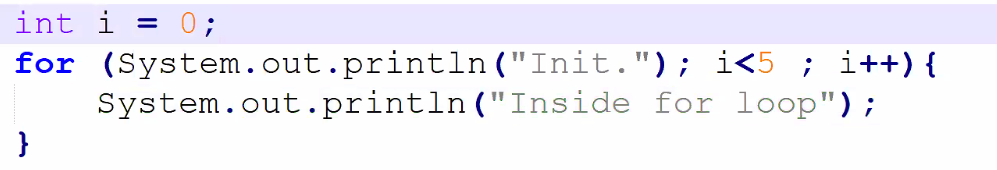 int i = 0;
for (System.out.println("Init."); i<5 ; i++){
    System.out.println("Inside for loop");
}